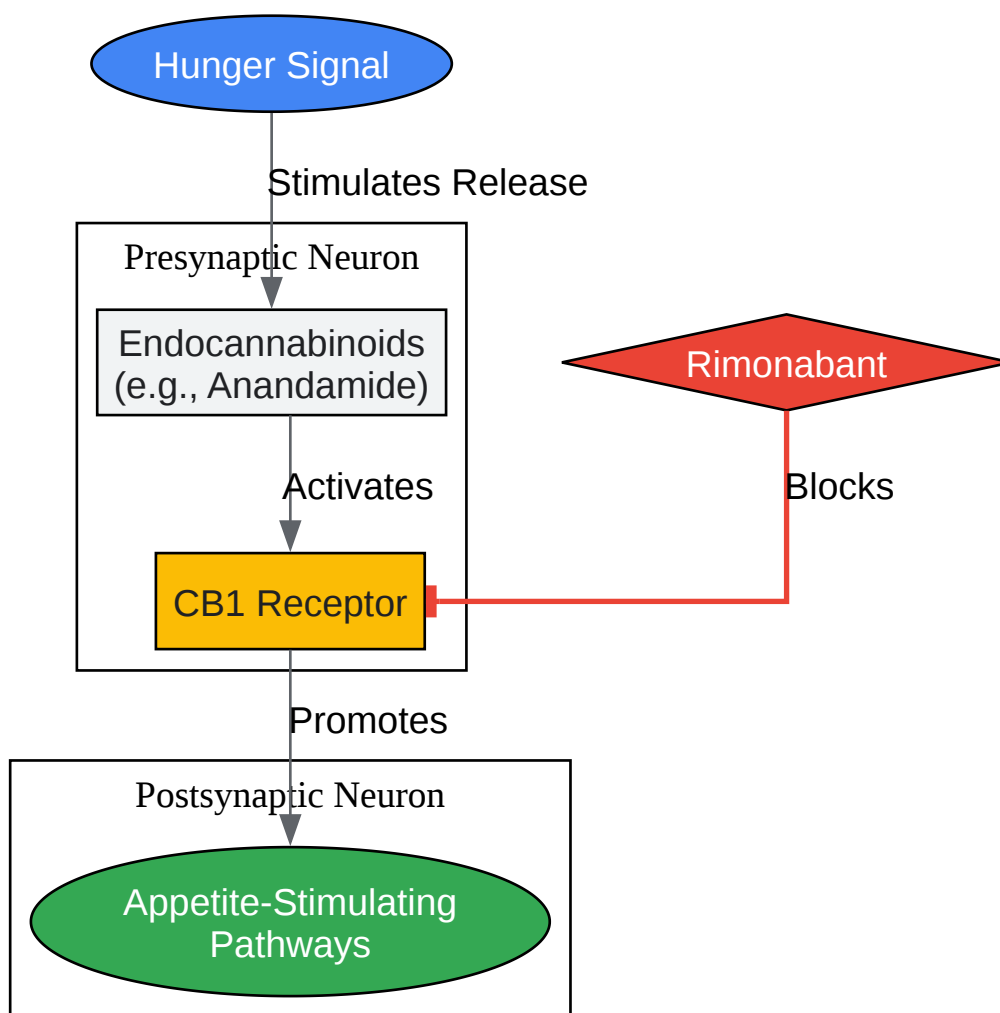 Hunger Signal
Stimulates Release
Presynaptic Neuron
Endocannabinoids
(e.g., Anandamide)
Rimonabant
Activates
Blocks
CB1 Receptor
Promotes
Postsynaptic Neuron
Appetite-Stimulating
Pathways